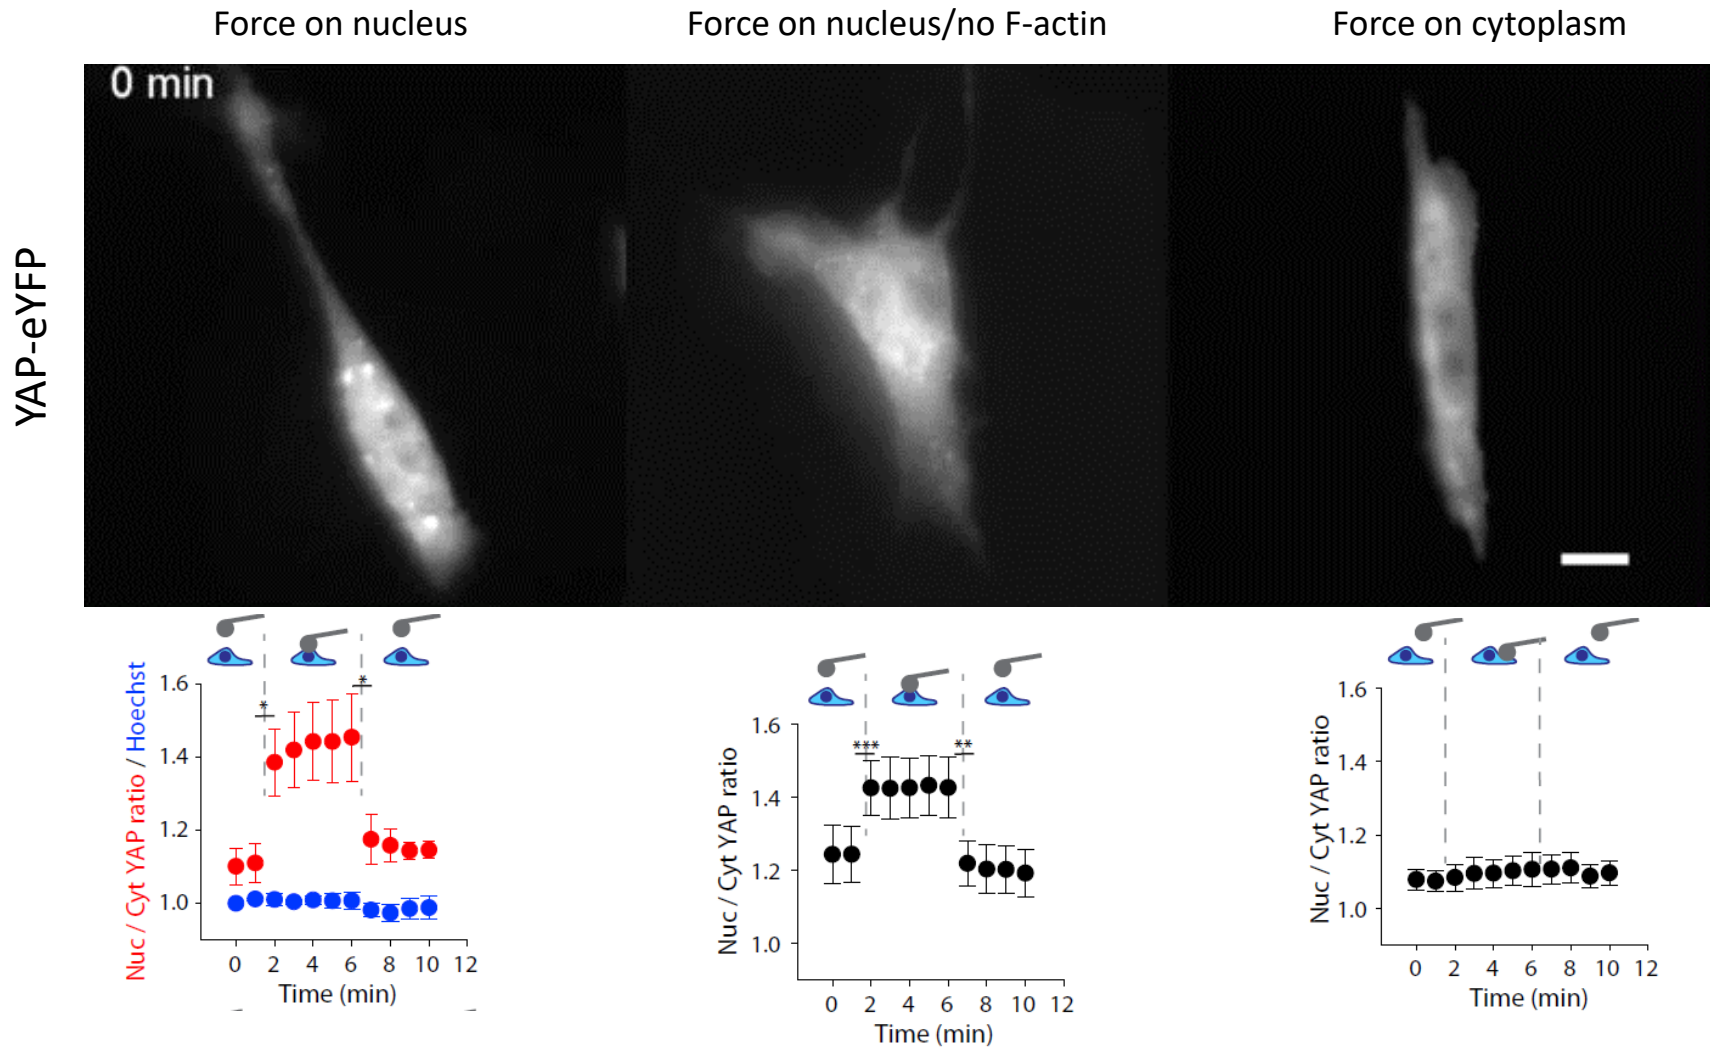 Force on nucleus
Force on nucleus/no F-actin
Force on cytoplasm
0 min
YAP-eYFP
Nuc / Cyt YAP ratio / Hoechst
1.6
1.4
1.2
1.0
*
*
0 2 4 6 8 10 12
Time (min)
Nuc / Cyt YAP ratio
1.6
1.4
1.2
1.0
***
**
0 2 4 6 8 10 12
Time (min)
Nuc / Cyt YAP ratio
1.6
1.4
1.2
1.0
0 2 4 6 8 10 12
Time (min)